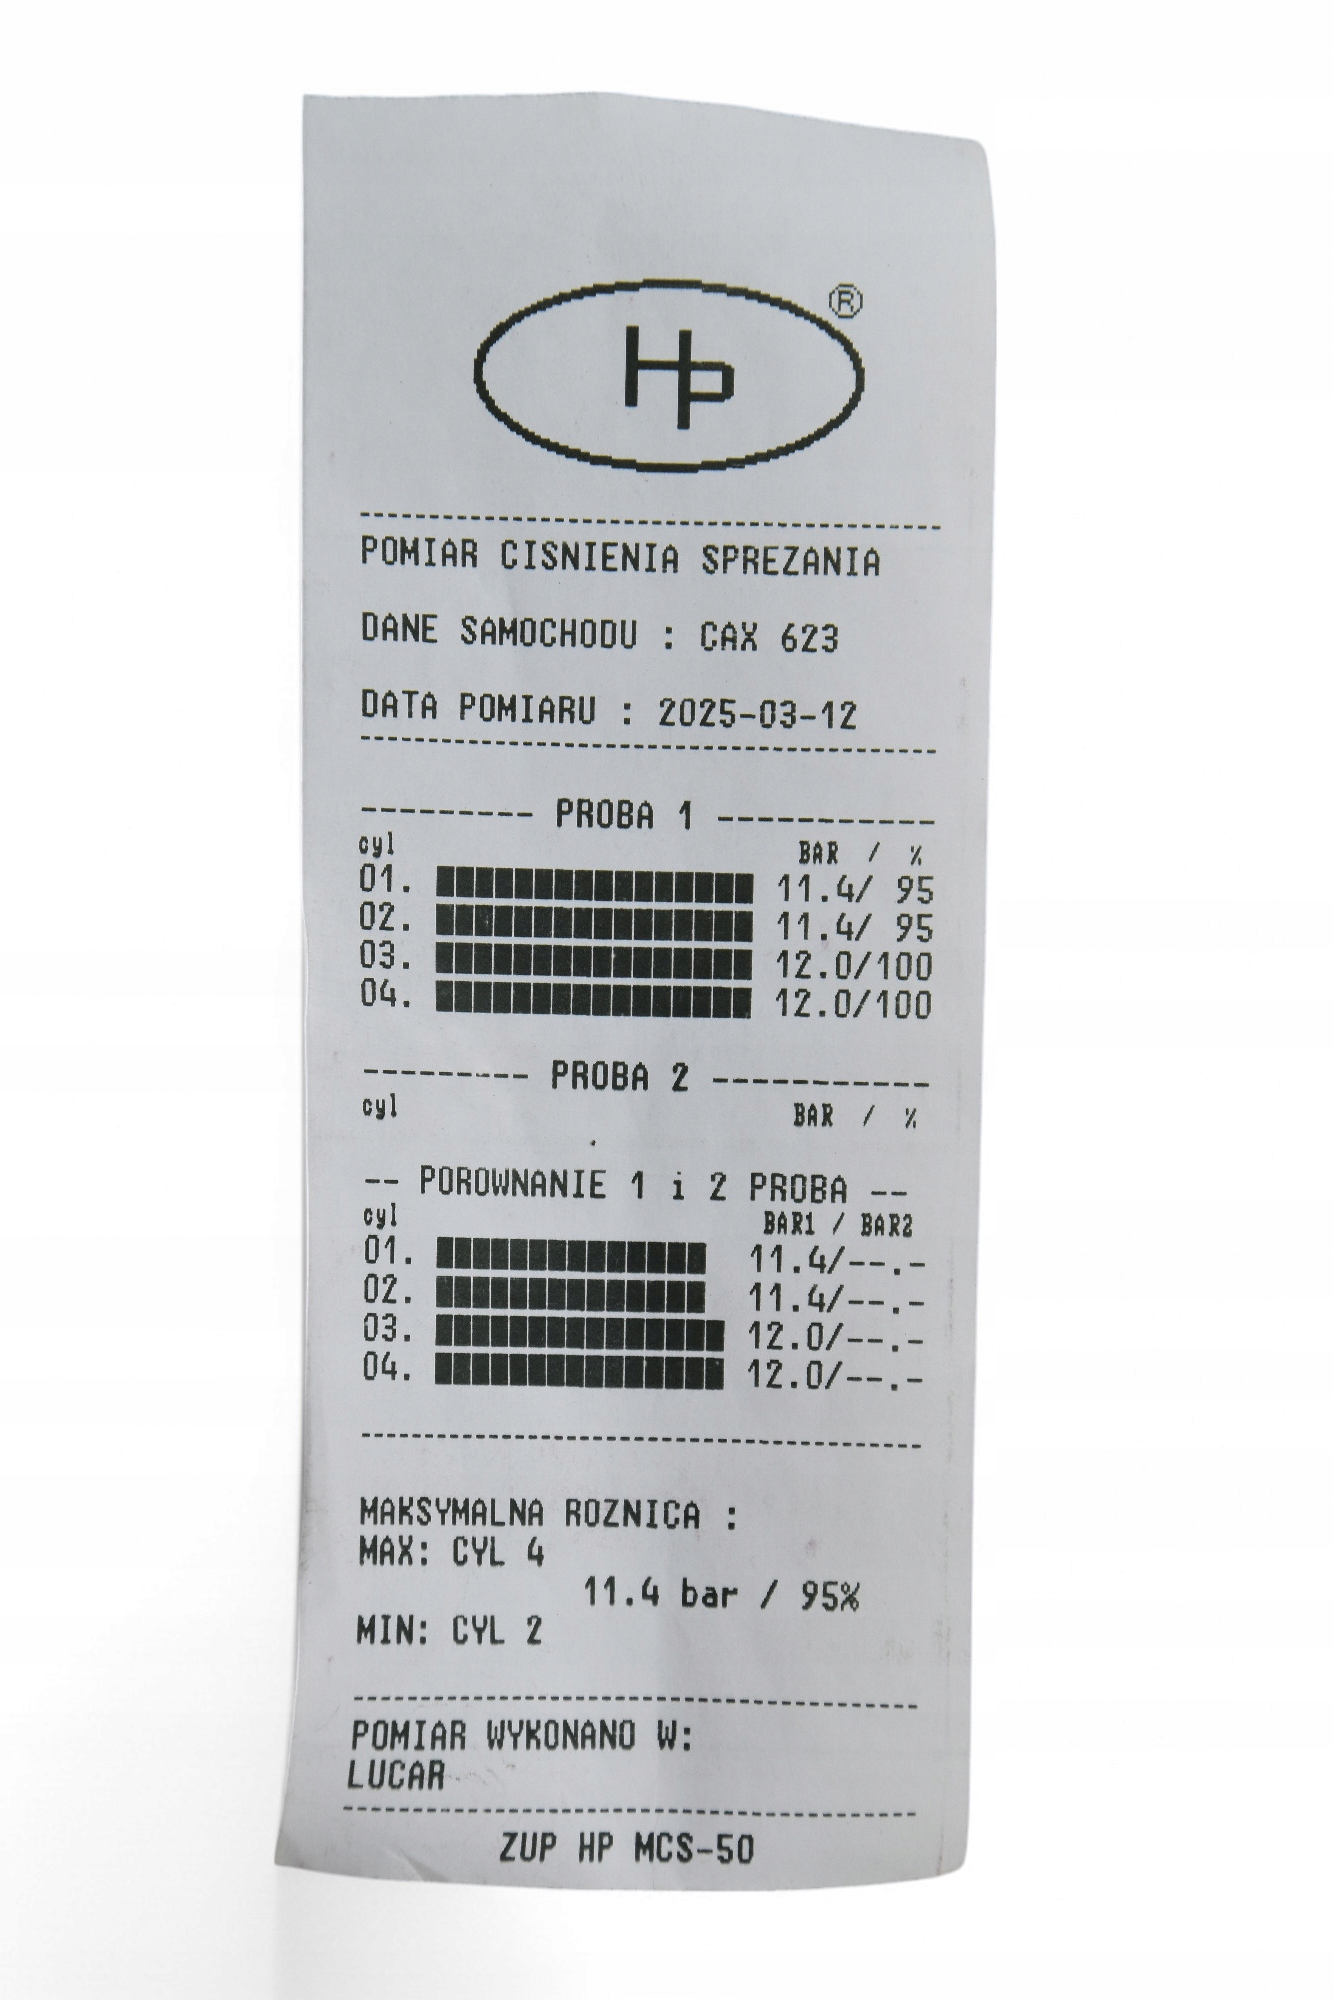 HP ®
POMIAR CISNIENIA SPREZANIA
DANE SAMOCHODU : CAX 623
DATA POMIARU : 2025-03-12
--------- PROBA 1 -----------
cyl BAR / %
01. 11.4/ 95
02. 11.4/ 95
03. 12.0/100
04. 12.0/100
--------- PROBA 2 -----------
cyl BAR / %
-- POROWNANIE 1 i 2 PROBA --
cyl BAR1 / BAR2
01. 11.4/--.-
02. 11.4/--.-
03. 12.0/--.-
04. 12.0/--.-
MAKSYMALNA ROZNICA :
MAX: CYL 4
11.4 bar / 95%
MIN: CYL 2
POMIAR WYKONANO W:
LUCAR
ZUP HP MCS-50